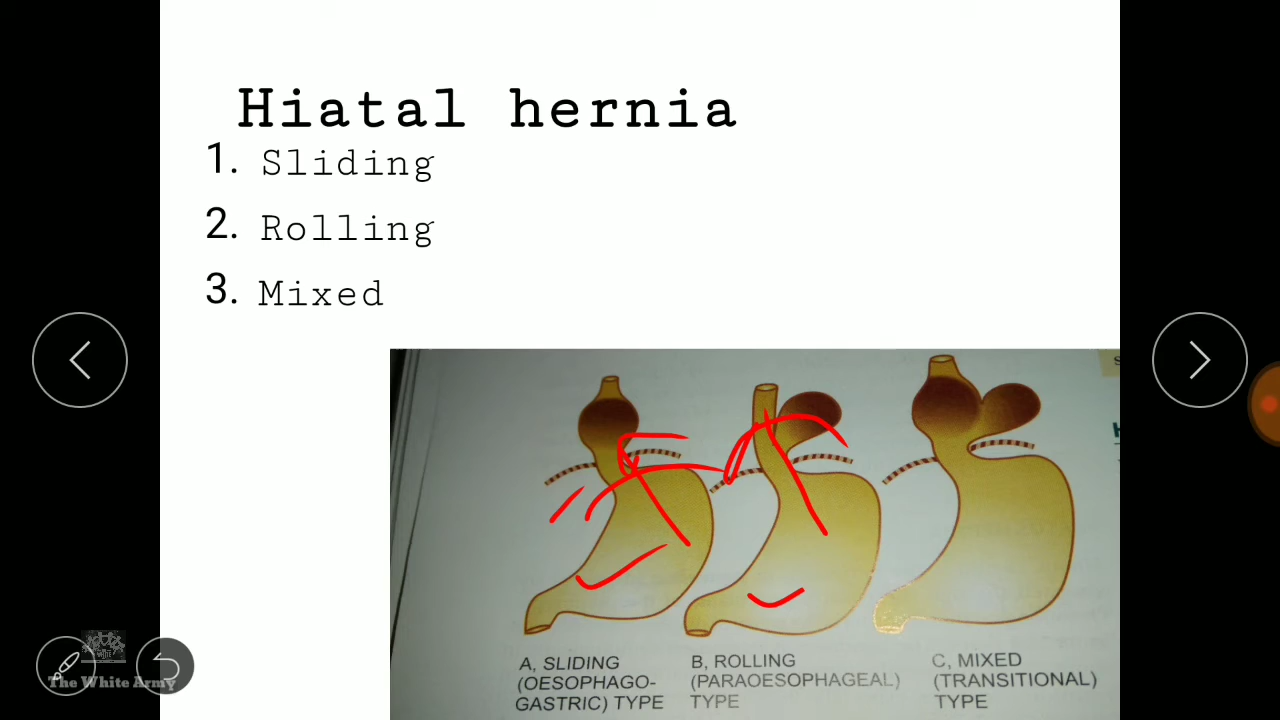 Hiatal hernia
1. Sliding
2. Rolling
3. Mixed
A, SLIDING
(OESOPHAGO-
GASTRIC) TYPE
B, ROLLING
(PARAOESOPHAGEAL)
TYPE
C, MIXED
(TRANSITIONAL)
TYPE
The White Army